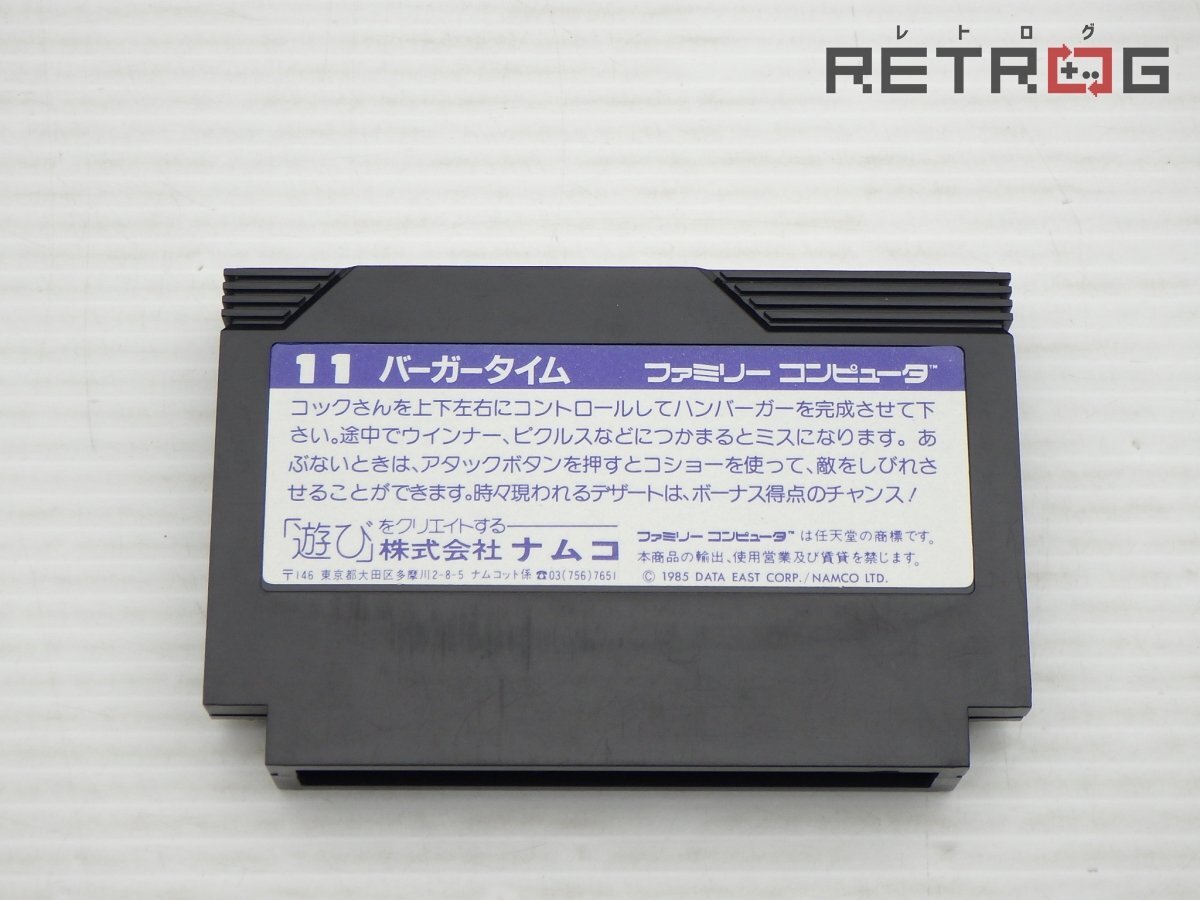 レトログ
RETROG
11 バーガータイム ファミリー コンピュータ™
コックさんを上下左右にコントロールしてハンバーガーを完成させて下
さい。途中でウインナー、ピクルスなどにつかまるとミスになります。あ
ぶないときは、アタックボタンを押すとコショーを使って、敵をしびれさ
せることができます。時々現われるデザートは、ボーナス得点のチャンス!
「遊び」をクリエイトする
株式会社 ナムコ
〒146 東京都大田区多摩川2-8-5 ナムコット係 ☎03(756)7651
ファミリー コンピュータ™は任天堂の商標です。
本商品の輸出、使用営業及び賃貸を禁じます。
© 1985 DATA EAST CORP./NAMCO LTD.